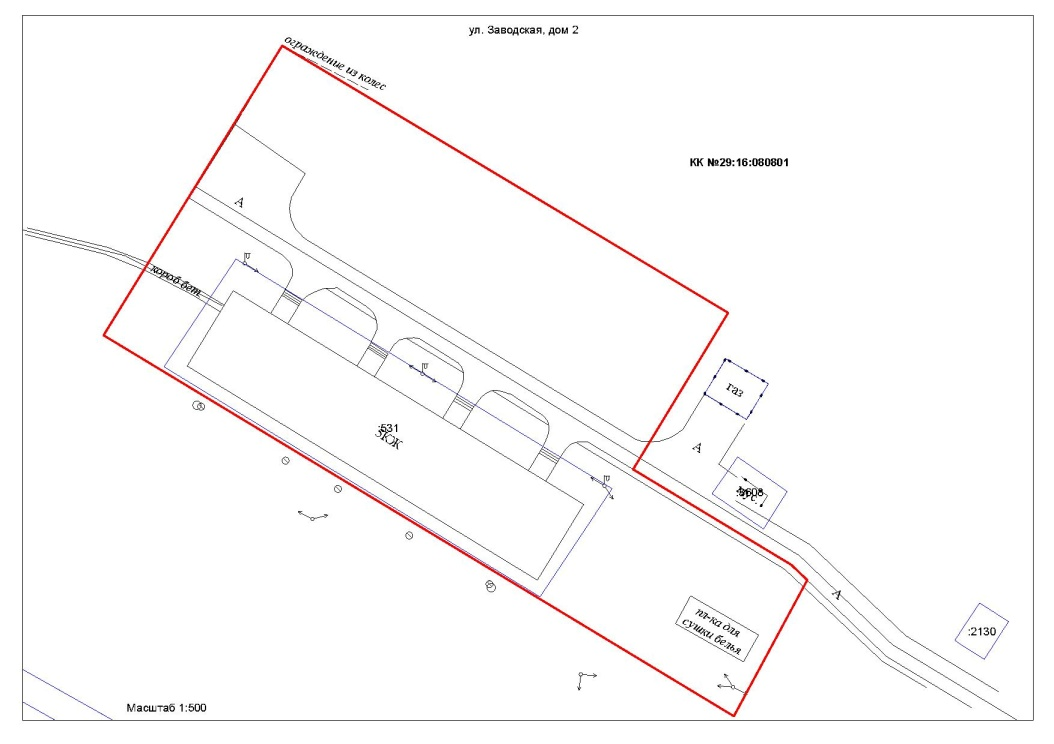 ул. Заводская, дом 2
ограждение из колес
КК №29:16:080801
А
короб бет.
газ
:531
5КЖ
А
А
пл-ка для
сушки белья
:2130
Масштаб 1:500